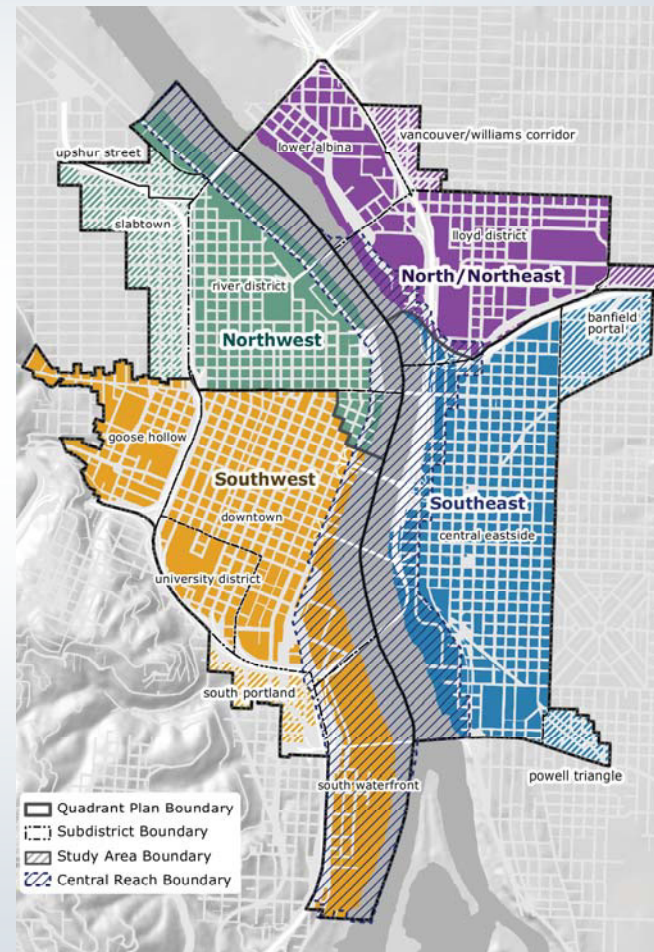 vancouver/williams corridor
lower albina
upshur street
slabtown
lloyd district
river district
North/Northeast
banfield
portal
Northwest
goose hollow
Southwest
Southeast
downtown
central eastside
university district
south portland
south waterfront
powell triangle
Quadrant Plan Boundary
Subdistrict Boundary
Study Area Boundary
Central Reach Boundary